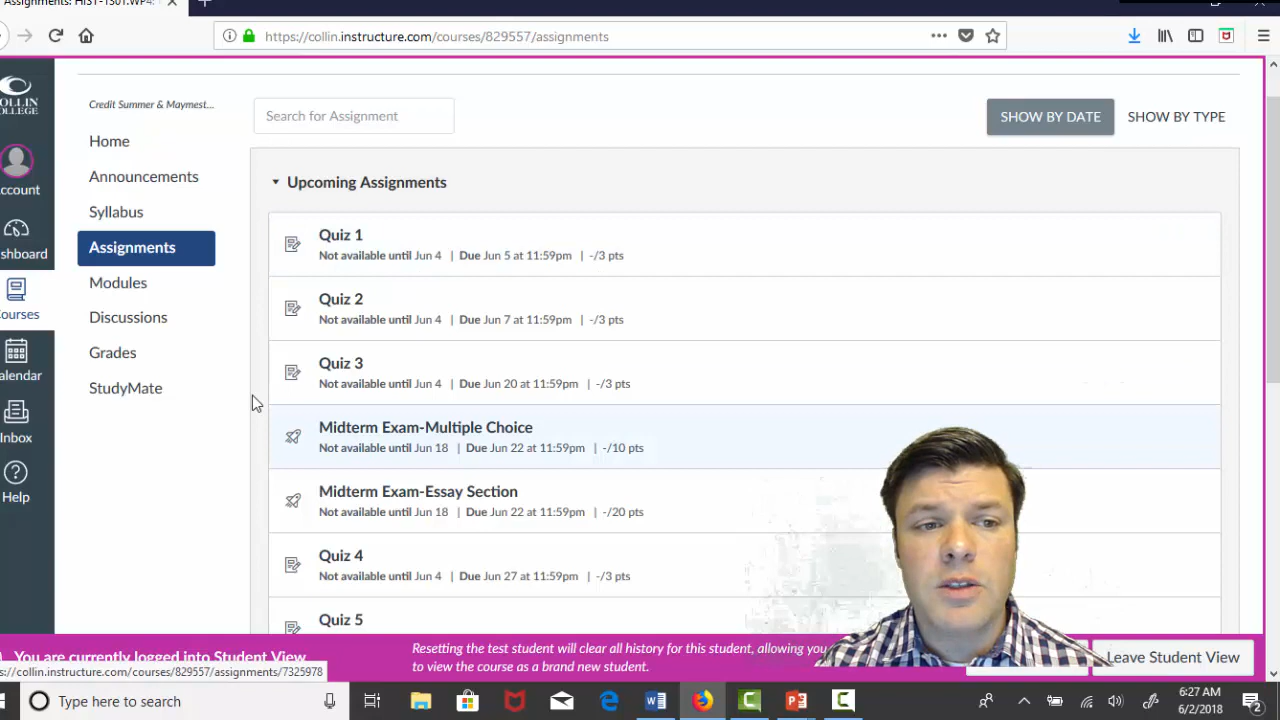 Assignments: HIST-1301.WP4:
https://collin.instructure.com/courses/829557/assignments
COLLIN
COLLEGE
Account
Dashboard
Courses
Calendar
Inbox
Help
Credit Summer & Maymest...
Home
Announcements
Syllabus
Assignments
Modules
Discussions
Grades
StudyMate
Search for Assignment
SHOW BY DATE
SHOW BY TYPE
Upcoming Assignments
Quiz 1
Not available until Jun 4 | Due Jun 5 at 11:59pm | -/3 pts
Quiz 2
Not available until Jun 4 | Due Jun 7 at 11:59pm | -/3 pts
Quiz 3
Not available until Jun 4 | Due Jun 20 at 11:59pm | -/3 pts
Midterm Exam-Multiple Choice
Not available until Jun 18 | Due Jun 22 at 11:59pm | -/10 pts
Midterm Exam-Essay Section
Not available until Jun 18 | Due Jun 22 at 11:59pm | -/20 pts
Quiz 4
Not available until Jun 4 | Due Jun 27 at 11:59pm | -/3 pts
Quiz 5
You are currently logged into Student View
Resetting the test student will clear all history for this student, allowing you
to view the course as a brand new student.
Leave Student View
s://collin.instructure.com/courses/829557/assignments/7325978
Type here to search
6:27 AM
6/2/2018
2